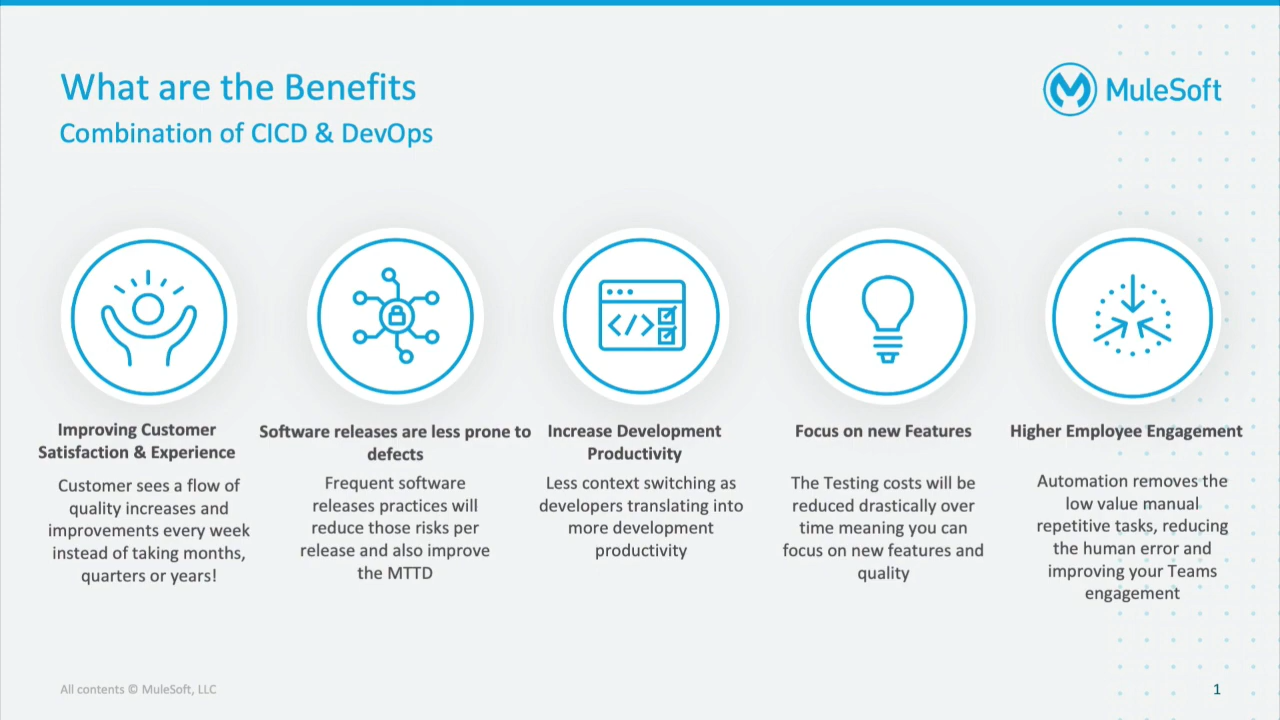 What are the Benefits
Combination of CICD & DevOps
MuleSoft
Improving Customer
Satisfaction & Experience
Customer sees a flow of
quality increases and
improvements every week
instead of taking months,
quarters or years!
Software releases are less prone to
defects
Frequent software
releases practices will
reduce those risks per
release and also improve
the MTTD
Increase Development
Productivity
Less context switching as
developers translating into
more development
productivity
Focus on new Features
The Testing costs will be
reduced drastically over
time meaning you can
focus on new features and
quality
Higher Employee Engagement
Automation removes the
low value manual
repetitive tasks, reducing
the human error and
improving your Teams
engagement
All contents © MuleSoft, LLC
1